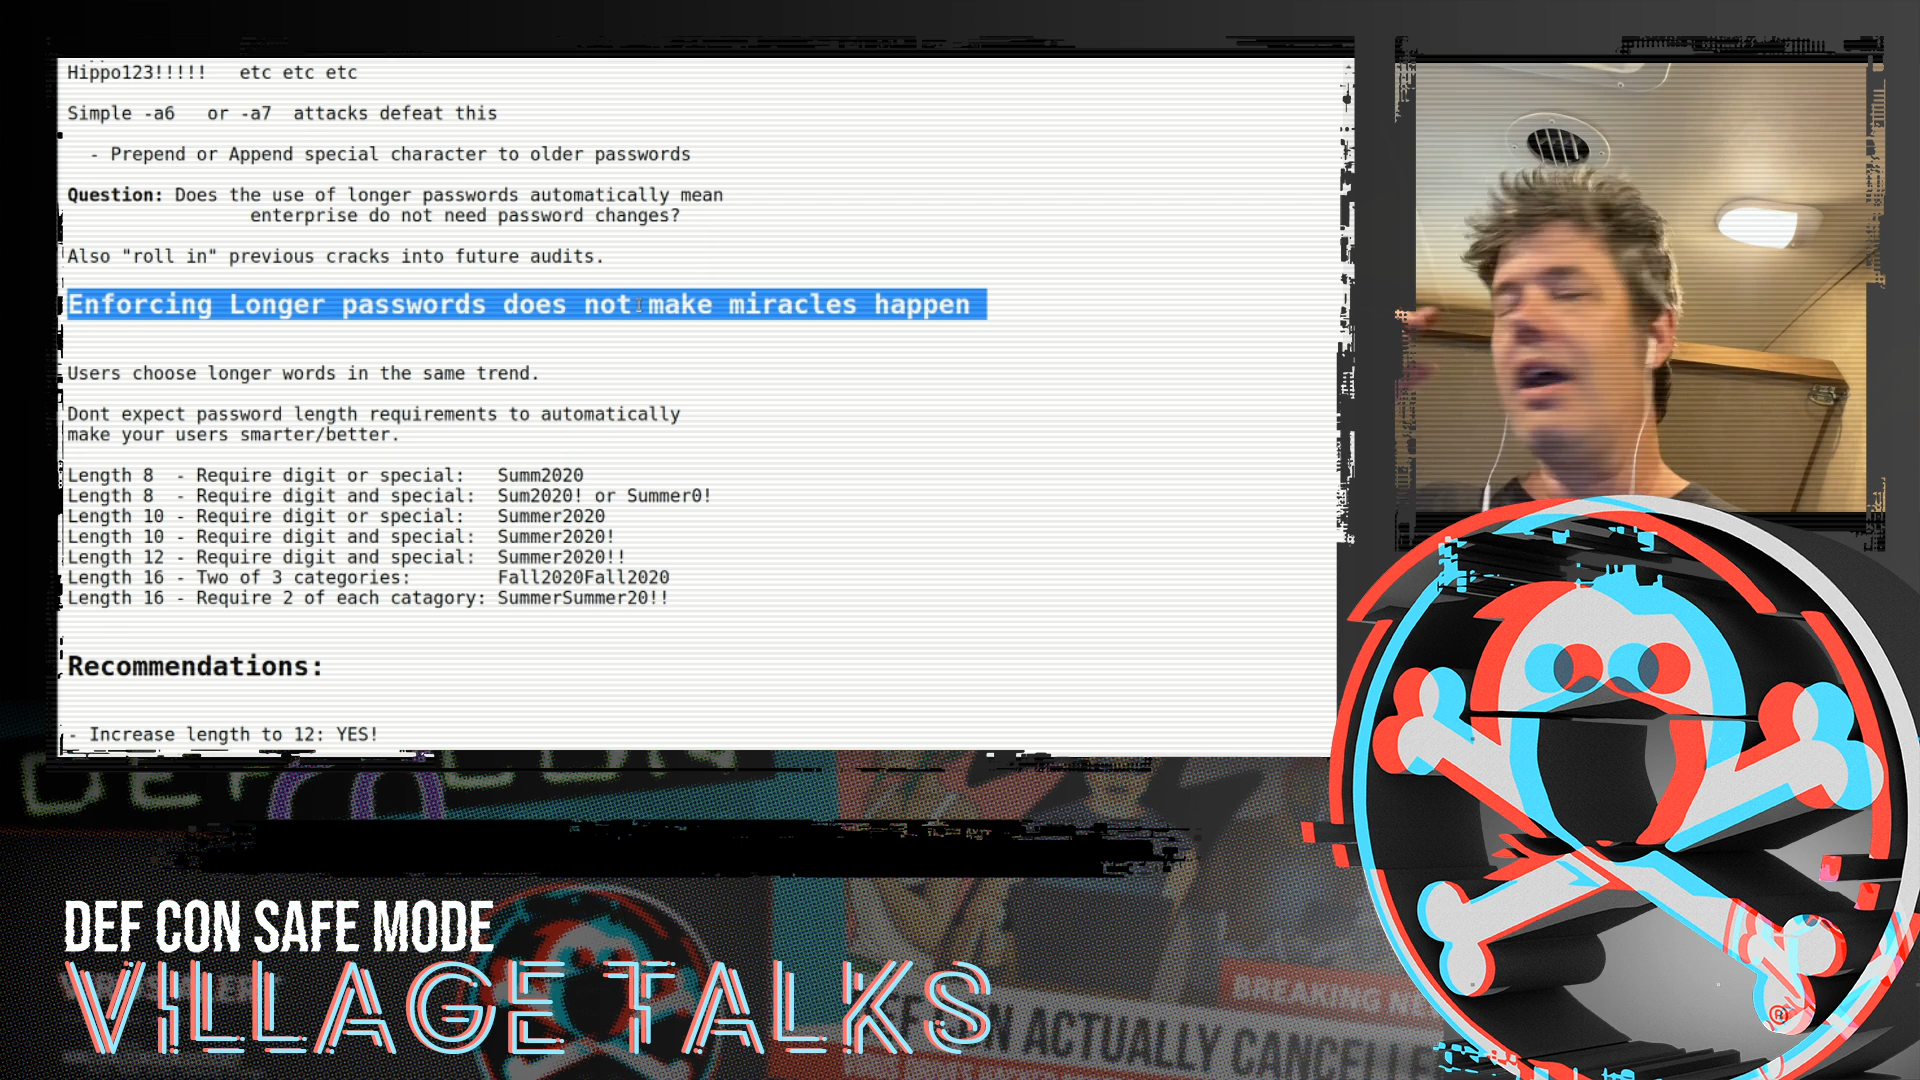 Hippo123!!!!!   etc etc etc
Simple -a6   or -a7  attacks defeat this
- Prepend or Append special character to older passwords
Question: Does the use of longer passwords automatically mean
enterprise do not need password changes?
Also "roll in" previous cracks into future audits.
Enforcing Longer passwords does not make miracles happen
Users choose longer words in the same trend.
Dont expect password length requirements to automatically
make your users smarter/better.
Length 8  - Require digit or special:   Summ2020
Length 8  - Require digit and special:  Sum2020! or Summer0!
Length 10 - Require digit or special:   Summer2020
Length 10 - Require digit and special:  Summer2020!
Length 12 - Require digit and special:  Summer2020!!
Length 16 - Two of 3 categories:        Fall2020Fall2020
Length 16 - Require 2 of each catagory: SummerSummer20!!
Recommendations:
- Increase length to 12: YES!
DEF CON
DEF CON SAFE MODE
VILLAGE TALKS
BREAKING
CON ACTUALLY
®